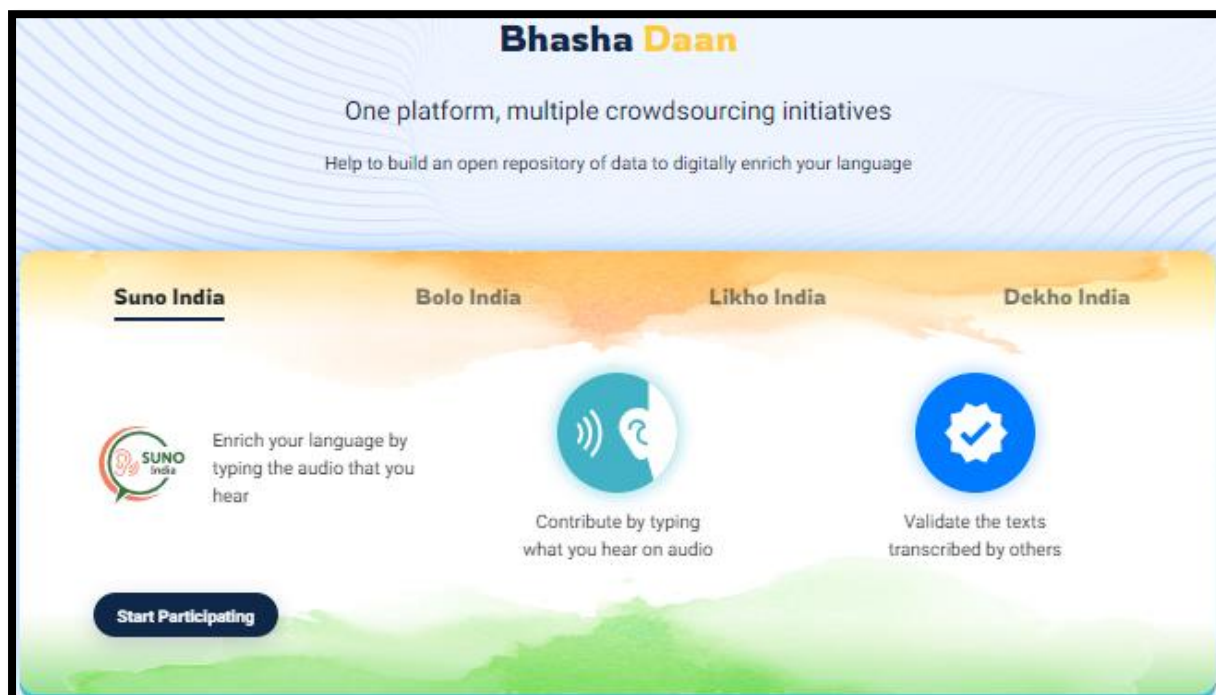 Bhasha Daan
One platform, multiple crowdsourcing initiatives
Help to build an open repository of data to digitally enrich your language
Suno India
Bolo India
Likho India
Dekho India
SUNO
India
Enrich your language by
typing the audio that you
hear
Contribute by typing
what you hear on audio
Validate the texts
transcribed by others
Start Participating